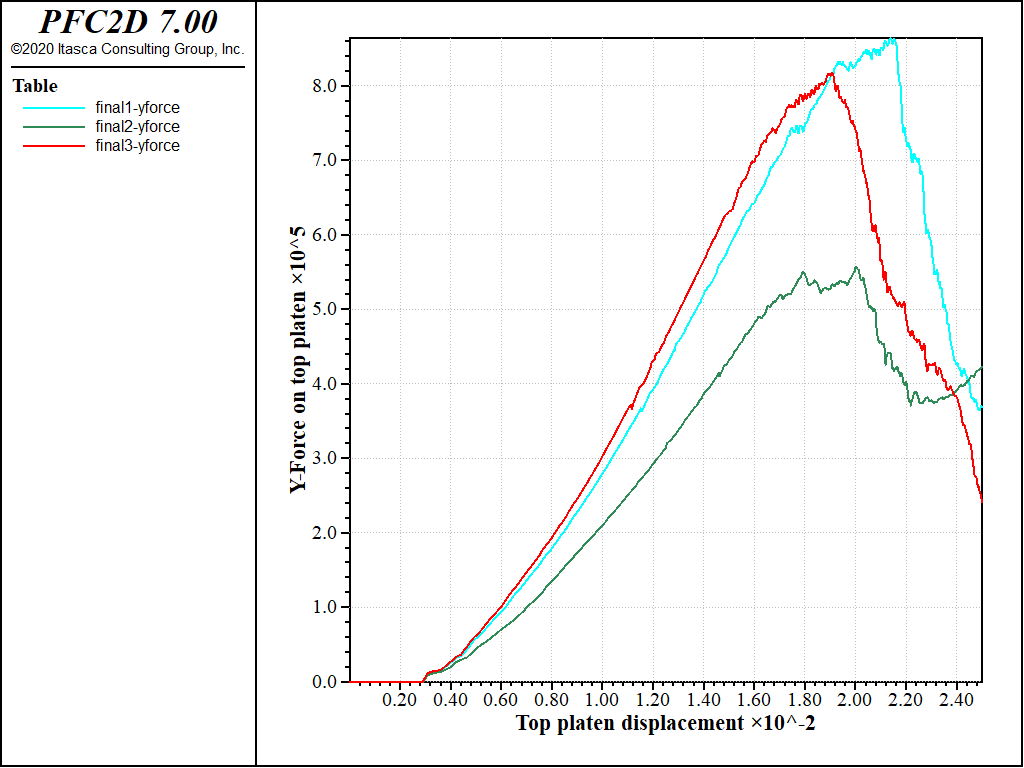 PFC2D 7.00
©2020 Itasca Consulting Group, Inc.
Table
final1-yforce
final2-yforce
final3-yforce
Y-Force on top platen ×10^5
8.0
7.0
6.0
5.0
4.0
3.0
2.0
1.0
0.0
0.20 0.40 0.60 0.80 1.00 1.20 1.40 1.60 1.80 2.00 2.20 2.40
Top platen displacement ×10^-2